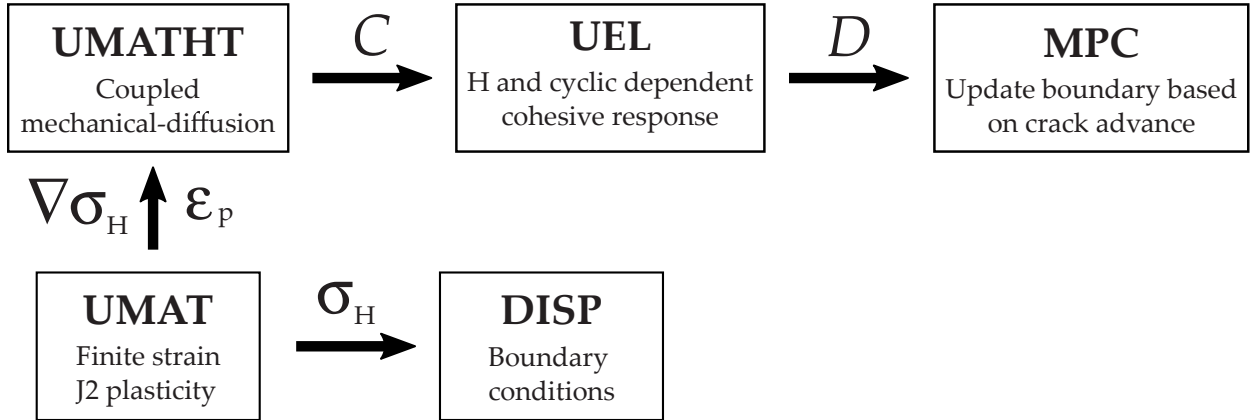 UMATHT
Coupled
mechanical-diffusion
C
UEL
H and cyclic dependent
cohesive response
D
MPC
Update boundary based
on crack advance
∇σH
εp
UMAT
Finite strain
J2 plasticity
σH
DISP
Boundary
conditions